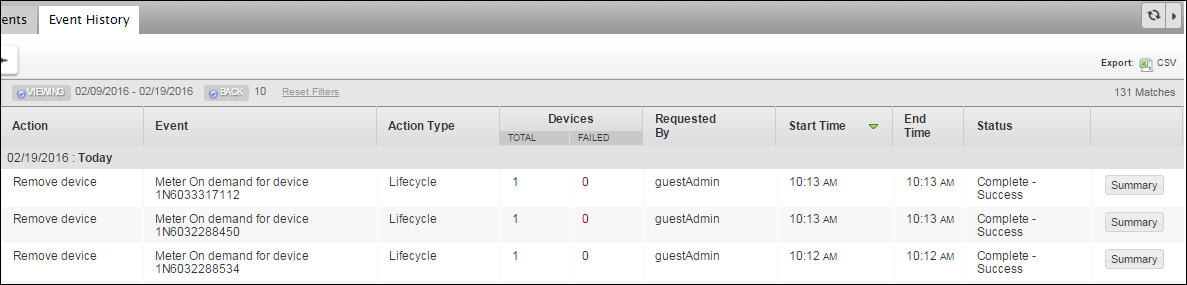 ents Event History
Export: CSV
VIEWING 02/09/2016 - 02/19/2016 BACK 10 Reset Filters 131 Matches
Action Event Action Type Devices Requested By Start Time End Time Status
TOTAL FAILED
02/19/2016 : Today
Remove device Meter On demand for device Lifecycle 1 0 guestAdmin 10:13 AM 10:13 AM Complete - Summary
1N6033317112 Success
Remove device Meter On demand for device Lifecycle 1 0 guestAdmin 10:13 AM 10:13 AM Complete - Summary
1N6032288450 Success
Remove device Meter On demand for device Lifecycle 1 0 guestAdmin 10:12 AM 10:12 AM Complete - Summary
1N6032288534 Success